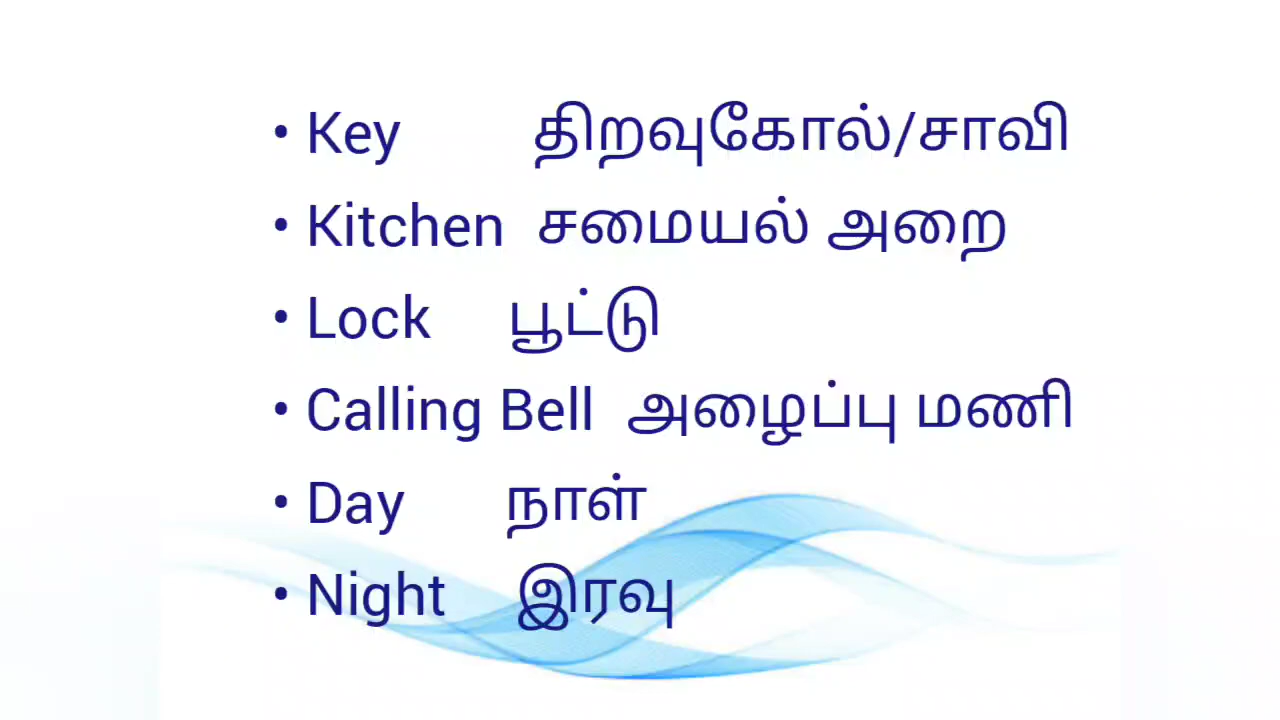 • Key திறவுகோல்/சாவி
• Kitchen சமையல் அறை
• Lock பூட்டு
• Calling Bell அழைப்பு மணி
• Day நாள்
• Night இரவு